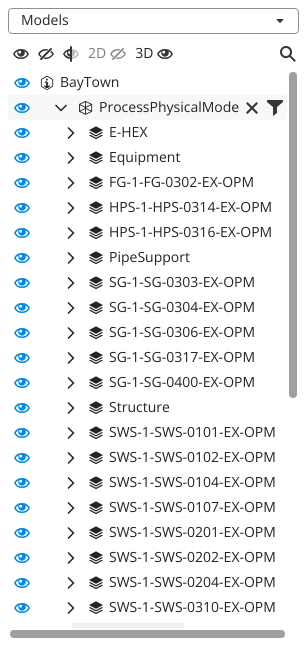 Models
2D 3D
BayTown
ProcessPhysicalMode
E-HEX
Equipment
FG-1-FG-0302-EX-OPM
HPS-1-HPS-0314-EX-OPM
HPS-1-HPS-0316-EX-OPM
PipeSupport
SG-1-SG-0303-EX-OPM
SG-1-SG-0304-EX-OPM
SG-1-SG-0306-EX-OPM
SG-1-SG-0317-EX-OPM
SG-1-SG-0400-EX-OPM
Structure
SWS-1-SWS-0101-EX-OPM
SWS-1-SWS-0102-EX-OPM
SWS-1-SWS-0104-EX-OPM
SWS-1-SWS-0107-EX-OPM
SWS-1-SWS-0201-EX-OPM
SWS-1-SWS-0202-EX-OPM
SWS-1-SWS-0204-EX-OPM
SWS-1-SWS-0310-EX-OPM